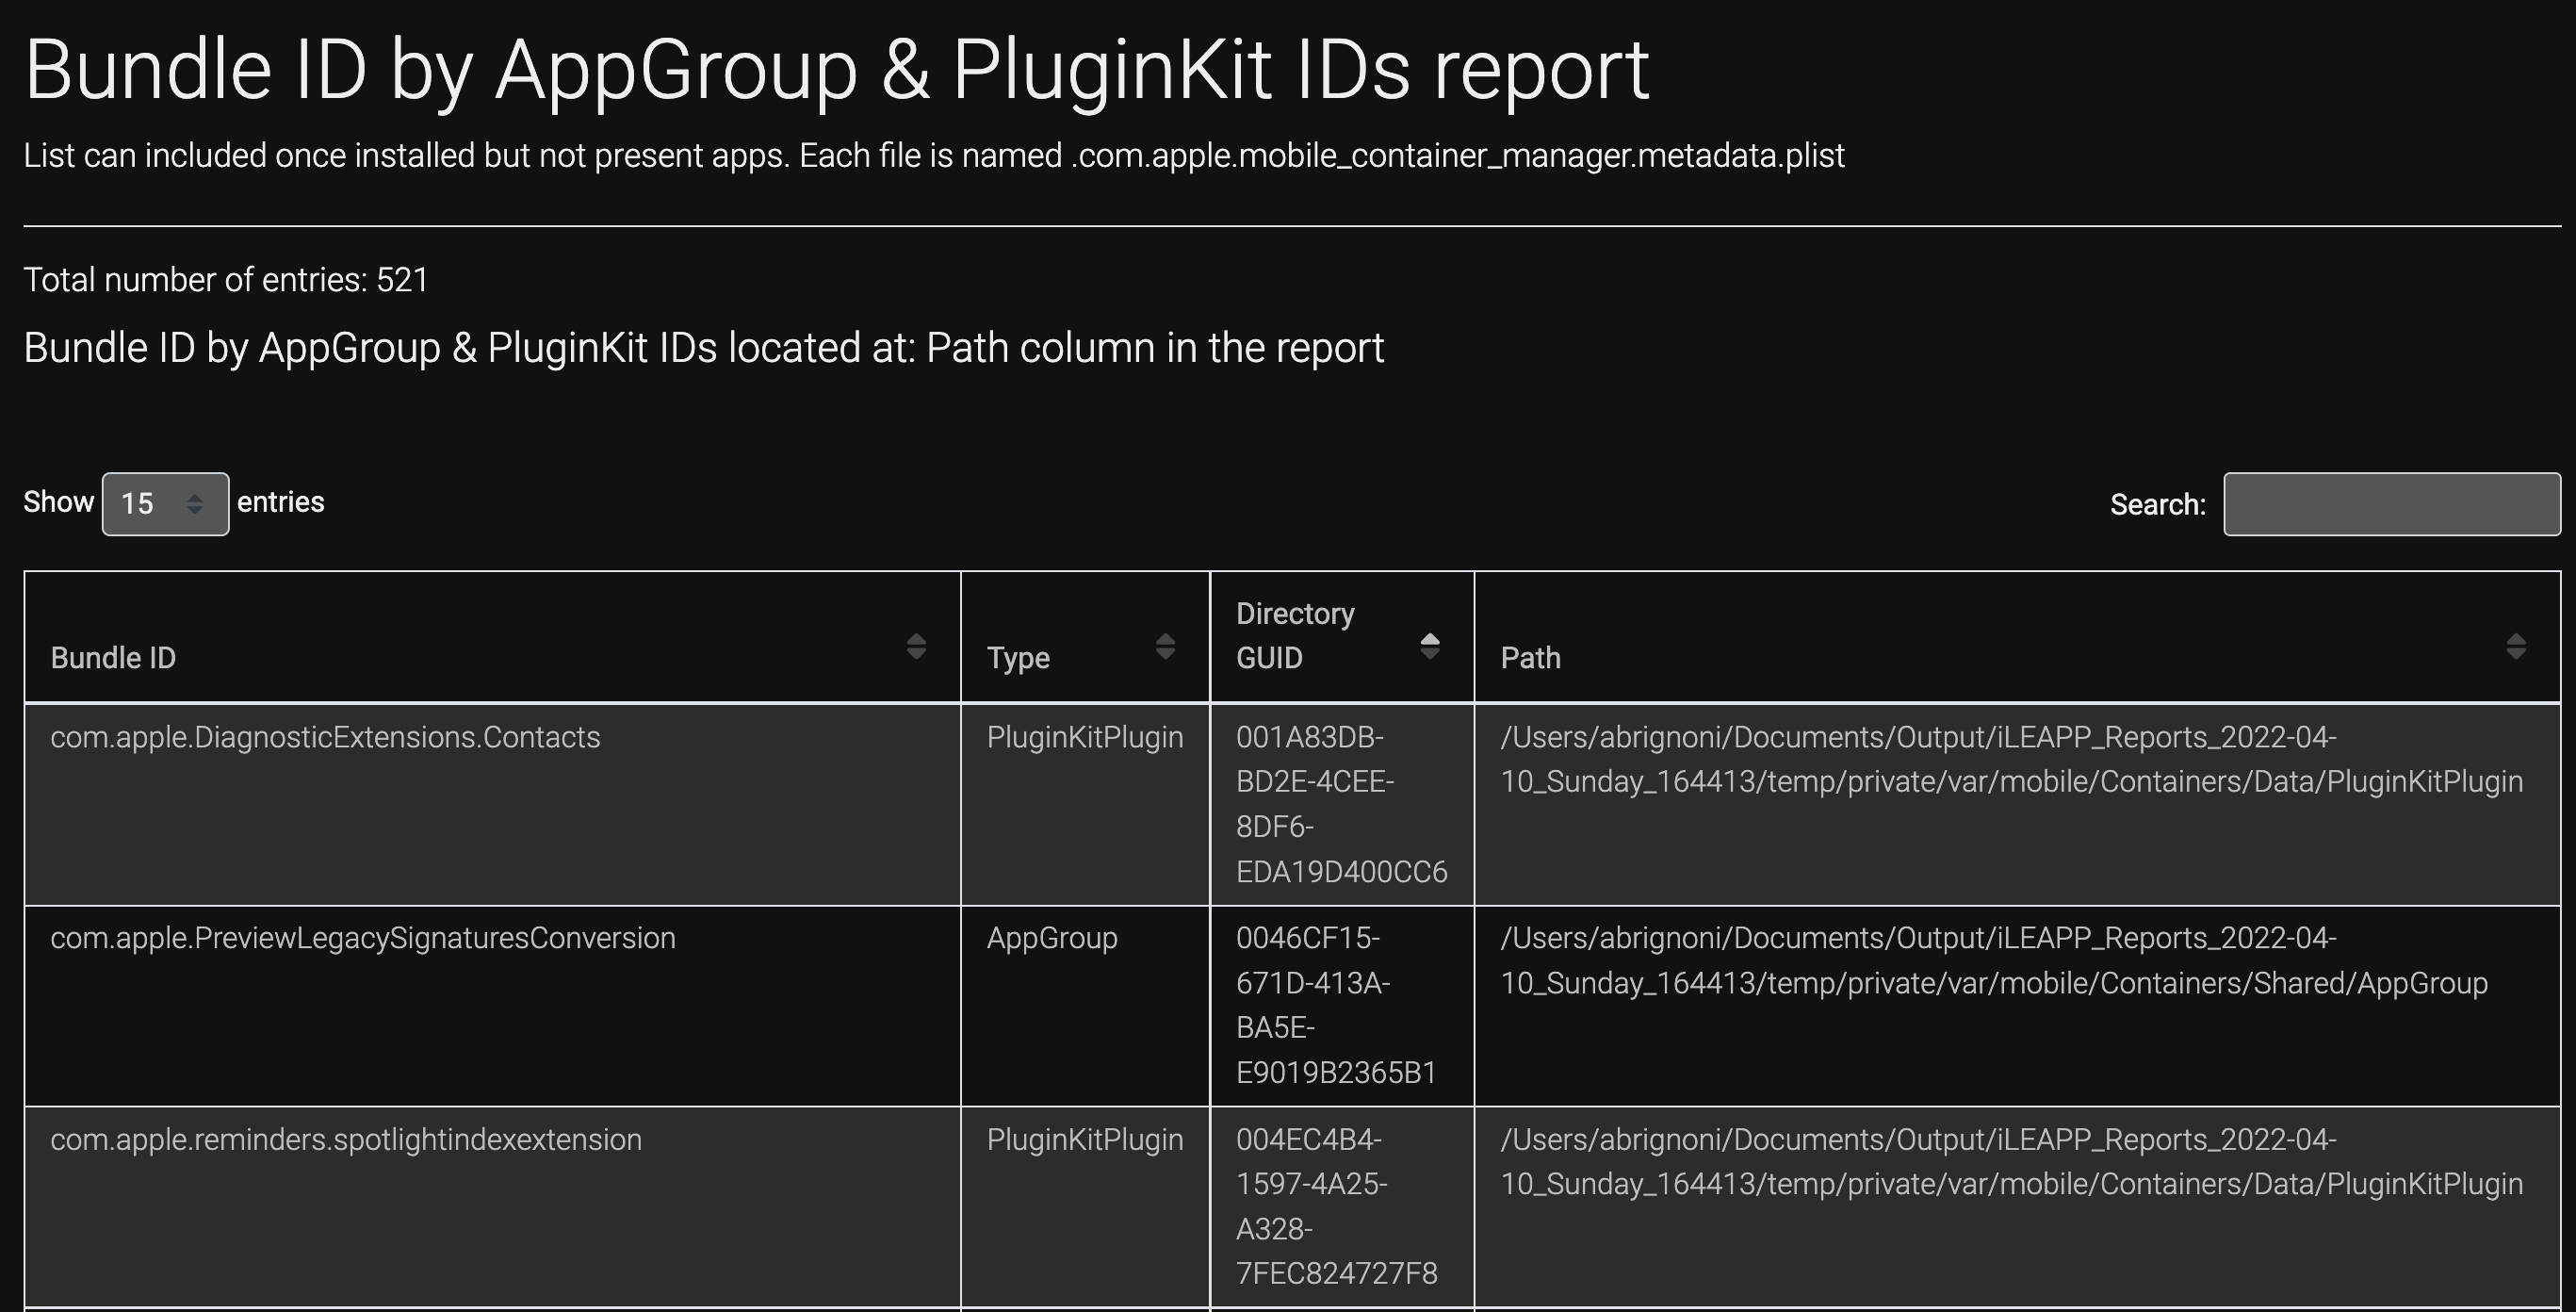 Bundle ID by AppGroup & PluginKit IDs report
List can included once installed but not present apps. Each file is named .com.apple.mobile_container_manager.metadata.plist
Total number of entries: 521
Bundle ID by AppGroup & PluginKit IDs located at: Path column in the report
Show 15 entries
Search:
Bundle ID
Type
Directory
GUID
Path
com.apple.DiagnosticExtensions.Contacts
PluginKitPlugin
001A83DB-
BD2E-4CEE-
8DF6-
EDA19D400CC6
/Users/abrignoni/Documents/Output/iLEAPP_Reports_2022-04-
10_Sunday_164413/temp/private/var/mobile/Containers/Data/PluginKitPlugin
com.apple.PreviewLegacySignaturesConversion
AppGroup
0046CF15-
671D-413A-
BA5E-
E9019B2365B1
/Users/abrignoni/Documents/Output/iLEAPP_Reports_2022-04-
10_Sunday_164413/temp/private/var/mobile/Containers/Shared/AppGroup
com.apple.reminders.spotlightindexextension
PluginKitPlugin
004EC4B4-
1597-4A25-
A328-
7FEC824727F8
/Users/abrignoni/Documents/Output/iLEAPP_Reports_2022-04-
10_Sunday_164413/temp/private/var/mobile/Containers/Data/PluginKitPlugin